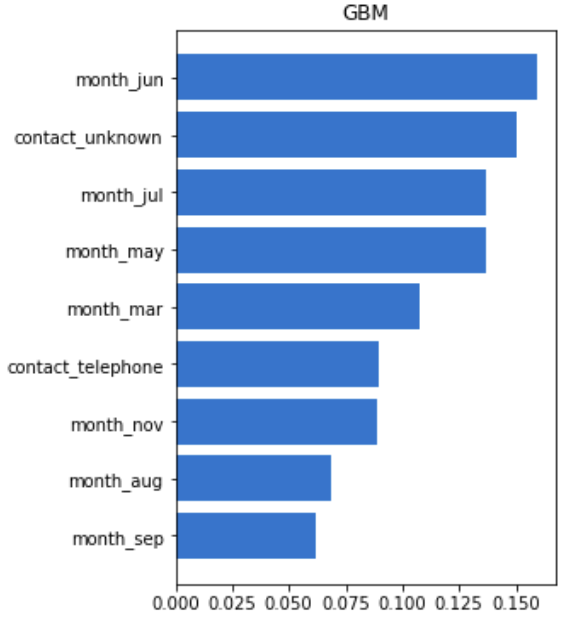 GBM
month_jun
contact_unknown
month_jul
month_may
month_mar
contact_telephone
month_nov
month_aug
month_sep
0.000 0.025 0.050 0.075 0.100 0.125 0.150